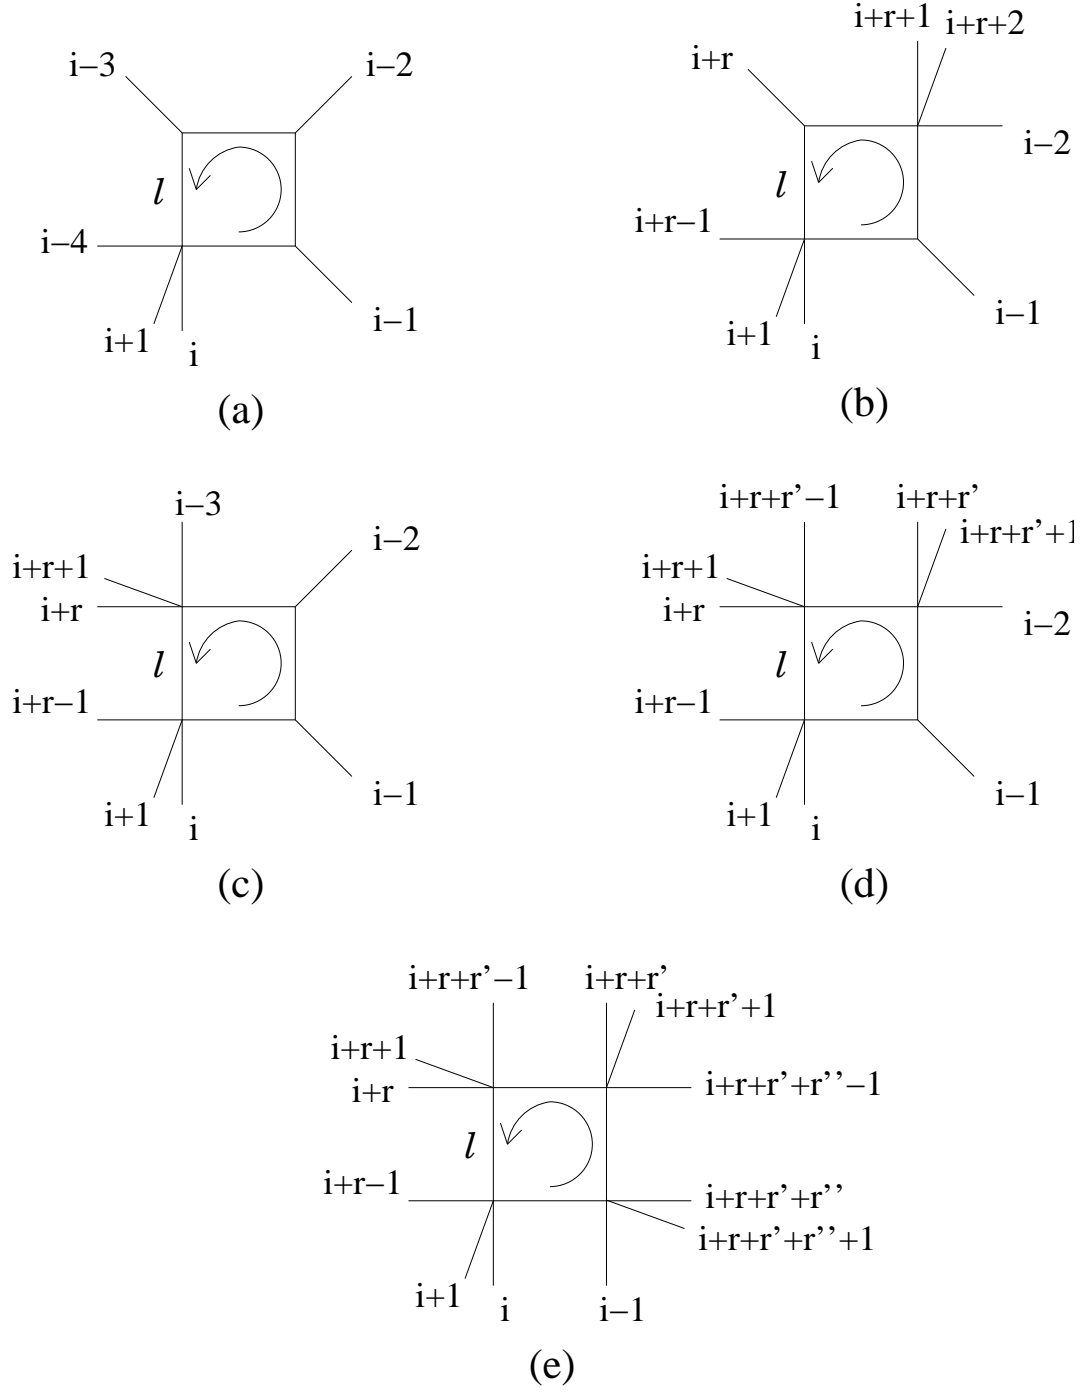 i+r+1 i+r+2
i−3 i−2 i+r
i−2
l l
i−4 i+r−1
i+1 i i−1 i+1 i i−1
(a) (b)
i−3 i+r+r’−1 i+r+r’
i−2 i+r+r’+1
i+r+1 i+r+1
i+r i+r i−2
l l
i+r−1 i+r−1
i+1 i i−1 i+1 i i−1
(c) (d)
i+r+r’−1 i+r+r’
i+r+r’+1
i+r+1
i+r i+r+r’+r’’−1
l
i+r−1 i+r+r’+r’’
i+r+r’+r’’+1
i+1 i i−1
(e)